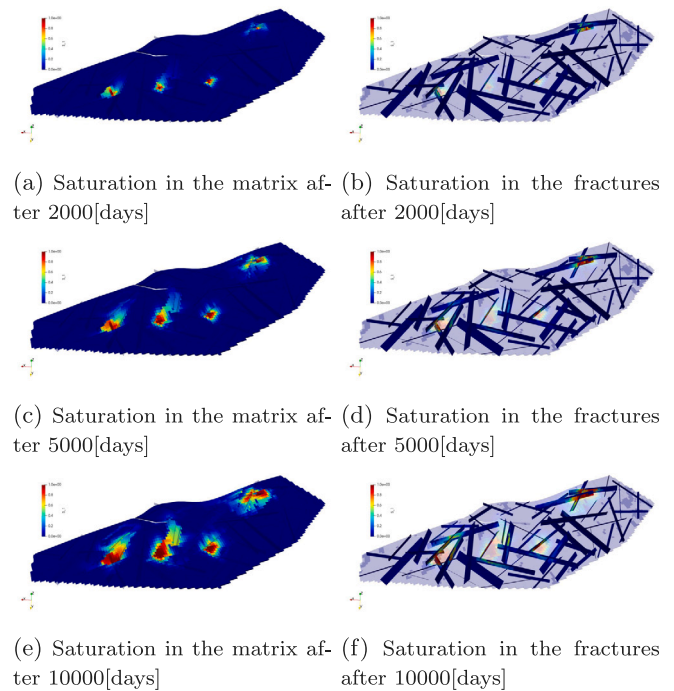 (a) Saturation in the matrix af-
ter 2000[days]
(b) Saturation in the fractures
after 2000[days]
(c) Saturation in the matrix af-
ter 5000[days]
(d) Saturation in the fractures
after 5000[days]
(e) Saturation in the matrix af-
ter 10000[days]
(f) Saturation in the fractures
after 10000[days]